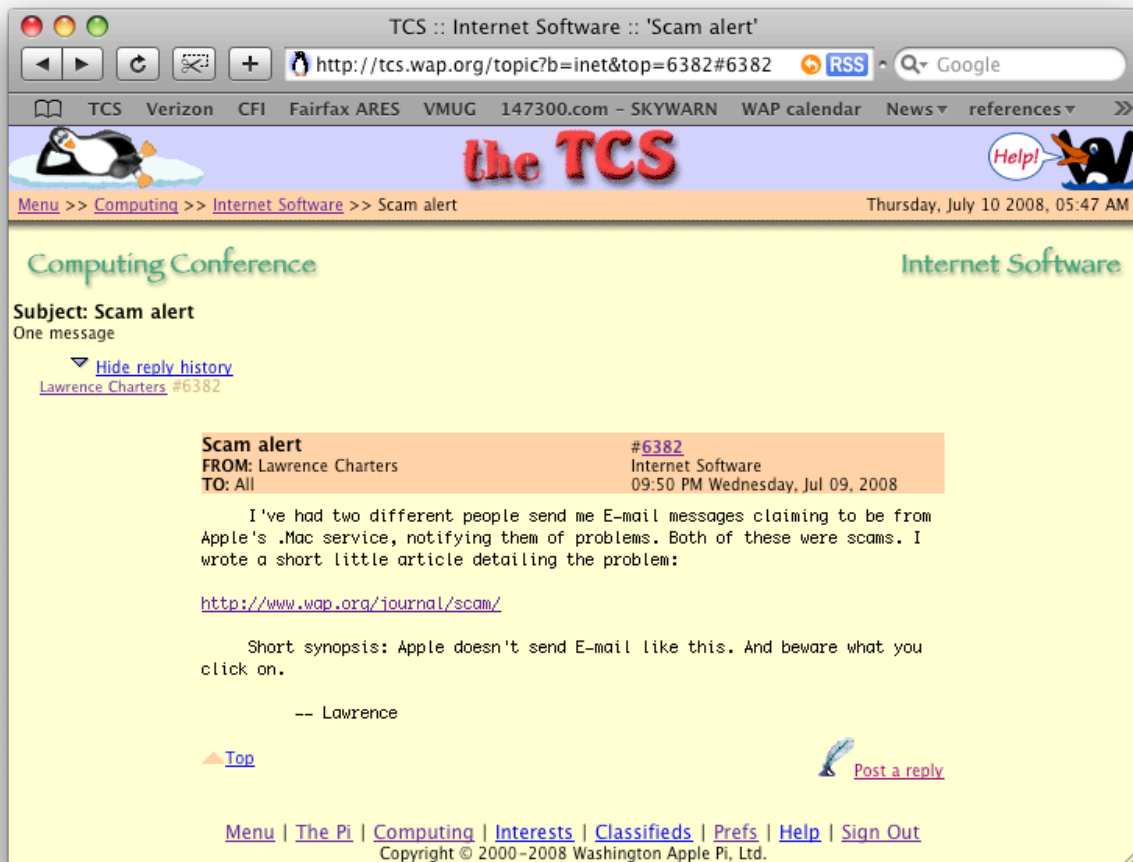 TCS :: Internet Software :: 'Scam alert'
http://tcs.wap.org/topic?b=inet&top=6382#6382 RSS Google
TCS Verizon CFI Fairfax ARES VMUG 147300.com – SKYWARN WAP calendar News references
the TCS
Help!
Menu >> Computing >> Internet Software >> Scam alert Thursday, July 10 2008, 05:47 AM
Computing Conference Internet Software
Subject: Scam alert
One message
Hide reply history
Lawrence Charters #6382
Scam alert #6382
FROM: Lawrence Charters Internet Software
TO: All 09:50 PM Wednesday, Jul 09, 2008
I've had two different people send me E-mail messages claiming to be from
Apple's .Mac service, notifying them of problems. Both of these were scams. I
wrote a short little article detailing the problem:
http://www.wap.org/journal/scam/
Short synopsis: Apple doesn't send E-mail like this. And beware what you
click on.
-- Lawrence
Top Post a reply
Menu | The Pi | Computing | Interests | Classifieds | Prefs | Help | Sign Out
Copyright © 2000-2008 Washington Apple Pi, Ltd.